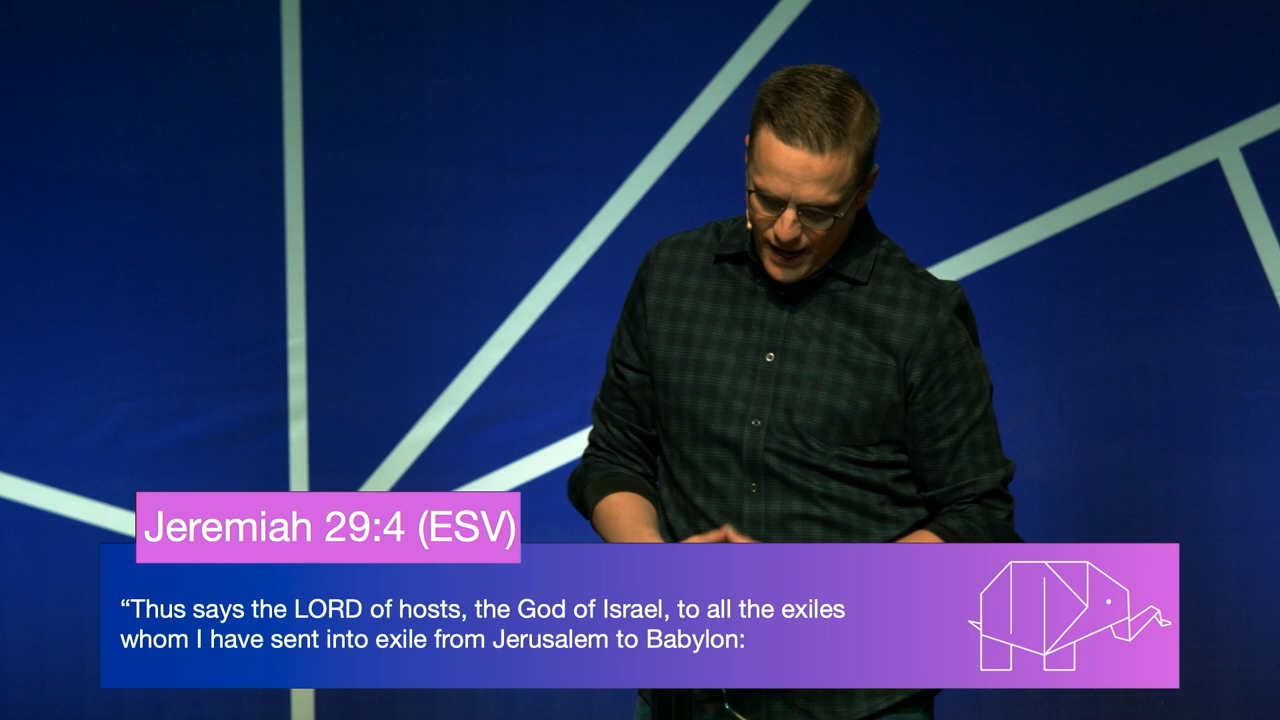 Jeremiah 29:4 (ESV)
“Thus says the LORD of hosts, the God of Israel, to all the exiles
whom I have sent into exile from Jerusalem to Babylon: